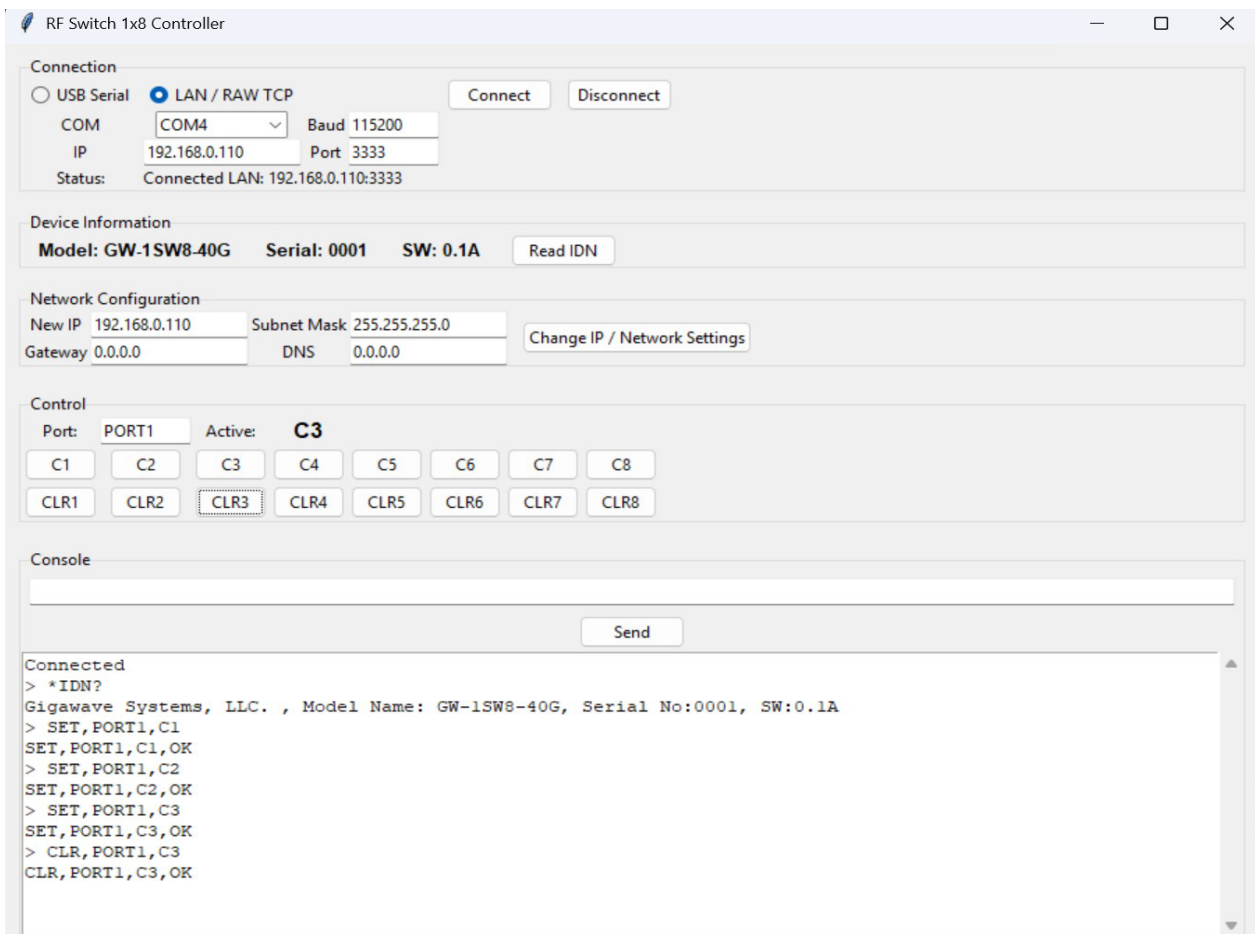 RF Switch 1x8 Controller
Connection
USB Serial LAN / RAW TCP Connect Disconnect
COM COM4 Baud 115200
IP 192.168.0.110 Port 3333
Status: Connected LAN: 192.168.0.110:3333
Device Information
Model: GW-1SW8-40G Serial: 0001 SW: 0.1A Read IDN
Network Configuration
New IP 192.168.0.110 Subnet Mask 255.255.255.0 Change IP / Network Settings
Gateway 0.0.0.0 DNS 0.0.0.0
Control
Port: PORT1 Active: C3
C1 C2 C3 C4 C5 C6 C7 C8
CLR1 CLR2 CLR3 CLR4 CLR5 CLR6 CLR7 CLR8
Console
Send
Connected
> *IDN?
Gigawave Systems, LLC. , Model Name: GW-1SW8-40G, Serial No:0001, SW:0.1A
> SET,PORT1,C1
SET,PORT1,C1,OK
> SET,PORT1,C2
SET,PORT1,C2,OK
> SET,PORT1,C3
SET,PORT1,C3,OK
> CLR,PORT1,C3
CLR,PORT1,C3,OK